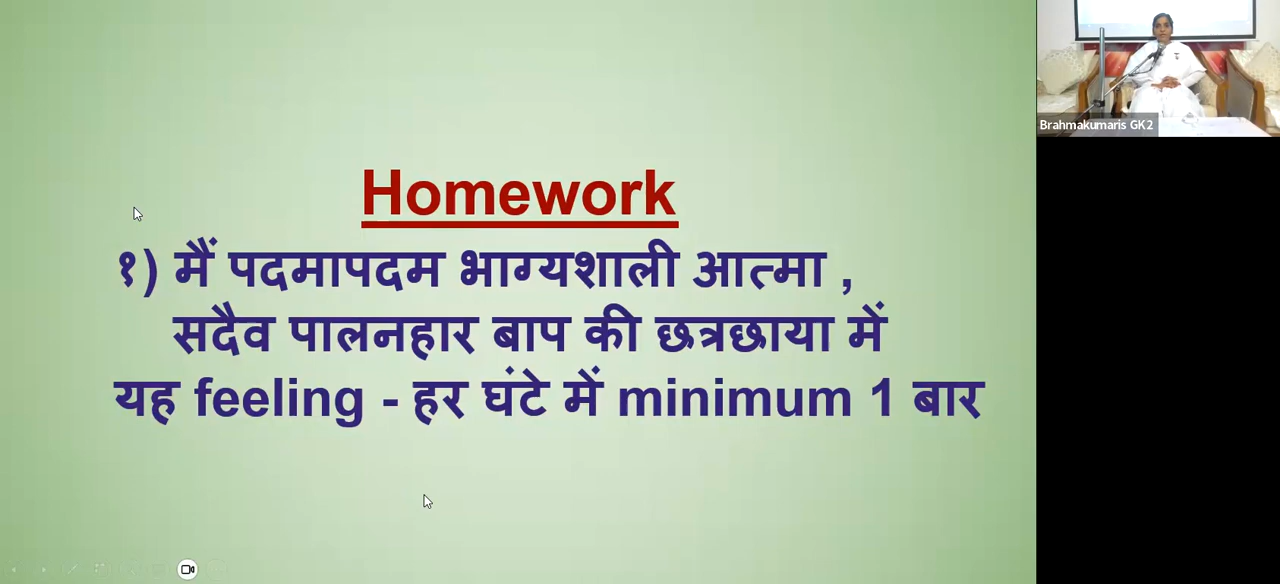 Homework
१) मैं पदमापदम भाग्यशाली आत्मा ,
सदैव पालनहार बाप की छत्रछाया में
यह feeling - हर घंटे में minimum 1 बार
Brahmakumaris GK2